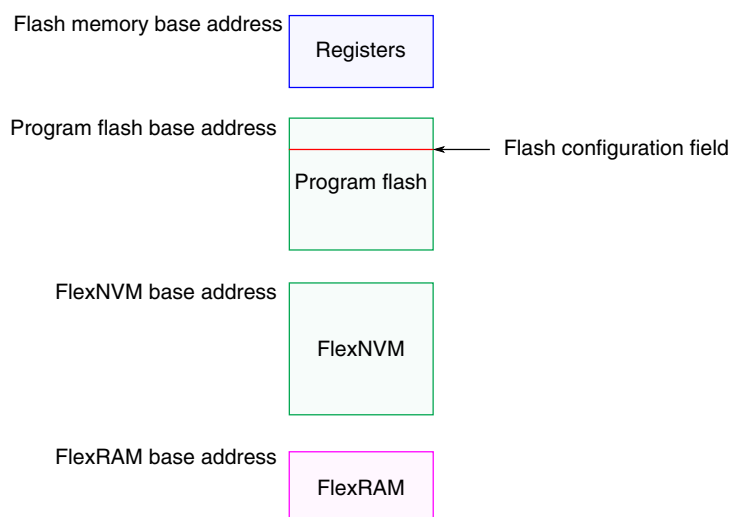 Flash memory base address
Registers
Program flash base address
Flash configuration field
Program flash
FlexNVM base address
FlexNVM
FlexRAM base address
FlexRAM